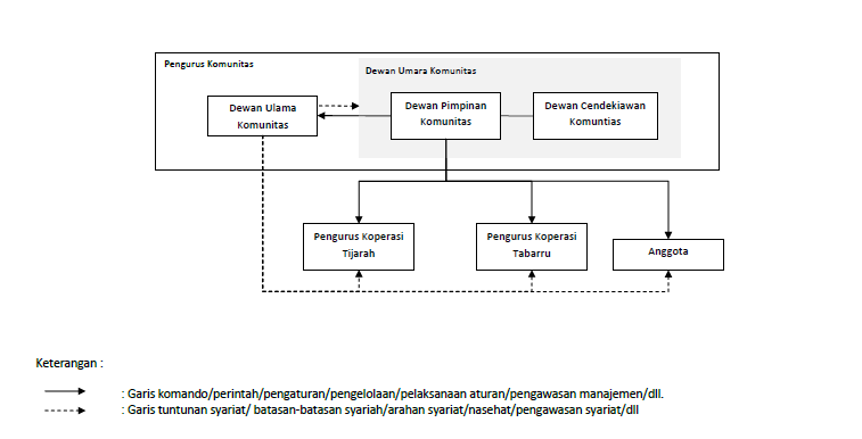 Pengurus Komunitas
Dewan Umara Komunitas
Dewan Ulama
Komunitas
Dewan Pimpinan
Komunitas
Dewan Cendekiawan
Komuntias
Pengurus Koperasi
Tijarah
Pengurus Koperasi
Tabarru
Anggota
Keterangan :
: Garis komando/perintah/pengaturan/pengelolaan/pelaksanaan aturan/pengawasan manajemen/dll.
: Garis tuntunan syariat/ batasan-batasan syariah/arahan syariat/nasehat/pengawasan syariat/dll